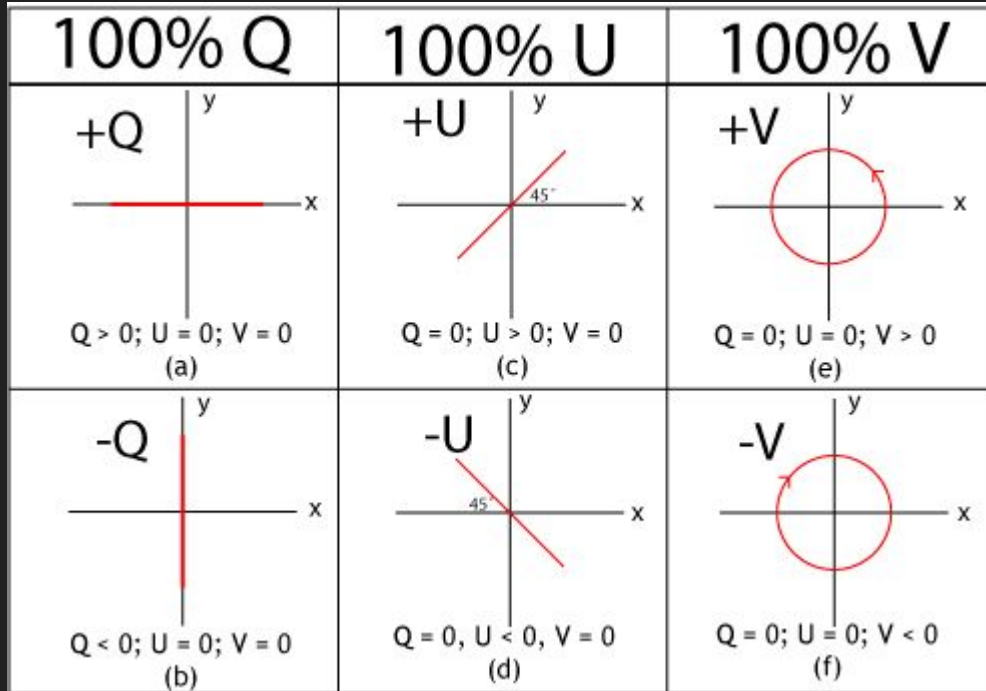 100% Q
100% U
100% V
+Q
y
x
Q > 0; U = 0; V = 0
(a)
+U
y
45°
x
Q = 0; U > 0; V = 0
(c)
+V
y
x
Q = 0; U = 0; V > 0
(e)
-Q
y
x
Q < 0; U = 0; V = 0
(b)
-U
y
45°
x
Q = 0, U < 0, V = 0
(d)
-V
y
x
Q = 0; U = 0; V < 0
(f)